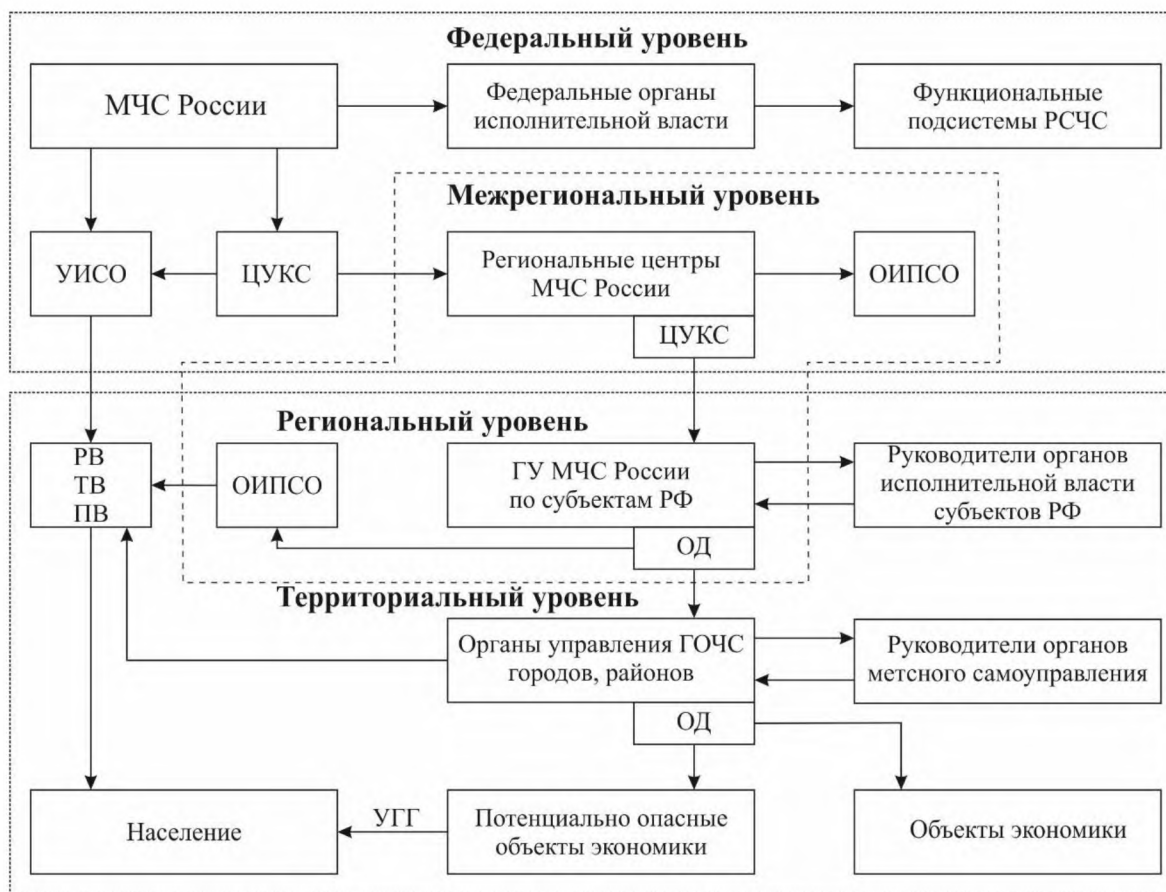 Федеральный уровень
МЧС России
Федеральные органы
исполнительной власти
Функциональные
подсистемы РСЧС
Межрегиональный уровень
УИСО
ЦУКС
Региональные центры
МЧС России
ОИПСО
ЦУКС
Региональный уровень
РВ
ТВ
ПВ
ОИПСО
ГУ МЧС России
по субъектам РФ
Руководители органов
исполнительной власти
субъектов РФ
ОД
Территориальный уровень
Органы управления ГОЧС
городов, районов
Руководители органов
метсного самоуправления
ОД
Население
УГГ
Потенциально опасные
объекты экономики
Объекты экономики